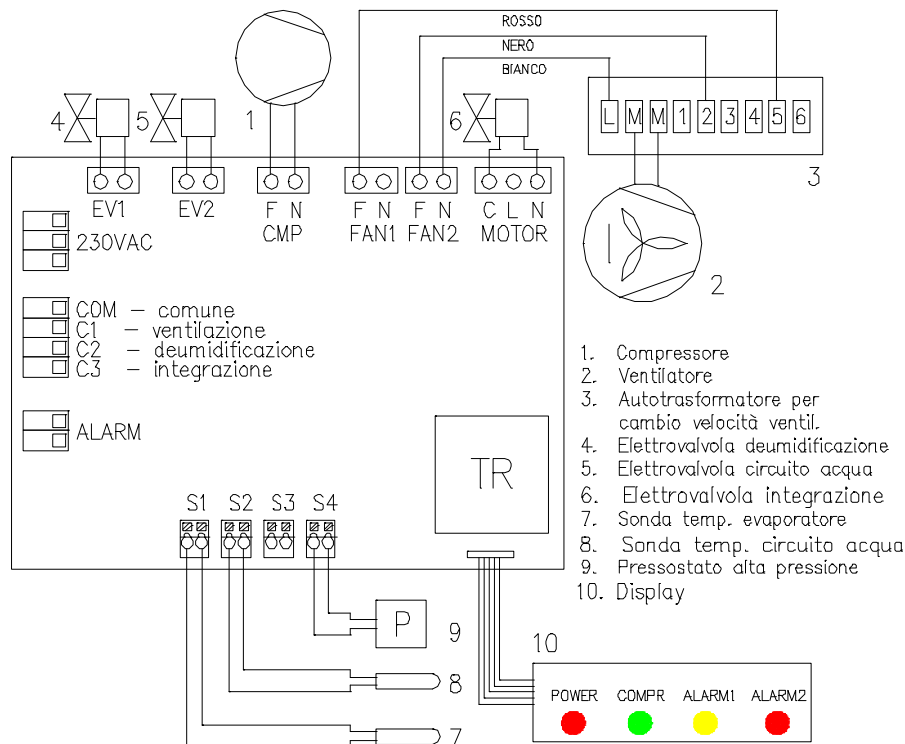 ROSSO
NERO
BIANCO
4
5
1
6
L M M 1 2 3 4 5 6
3
EV1 EV2 F N F N F N C L N
CMP FAN1 FAN2 MOTOR
230VAC
2
COM – comune
C1 – ventilazione
C2 – deumidificazione
C3 – integrazione
ALARM
TR
S1 S2 S3 S4
1. Compressore
2. Ventilatore
3. Autotrasformatore per
cambio velocità ventil.
4. Elettrovalvola deumidificazione
5. Elettrovalvola circuito acqua
6. Elettrovalvola integrazione
7. Sonda temp. evaporatore
8. Sonda temp. circuito acqua
9. Pressostato alta pressione
10. Display
P
9
8
7
10
POWER COMPR ALARM1 ALARM2